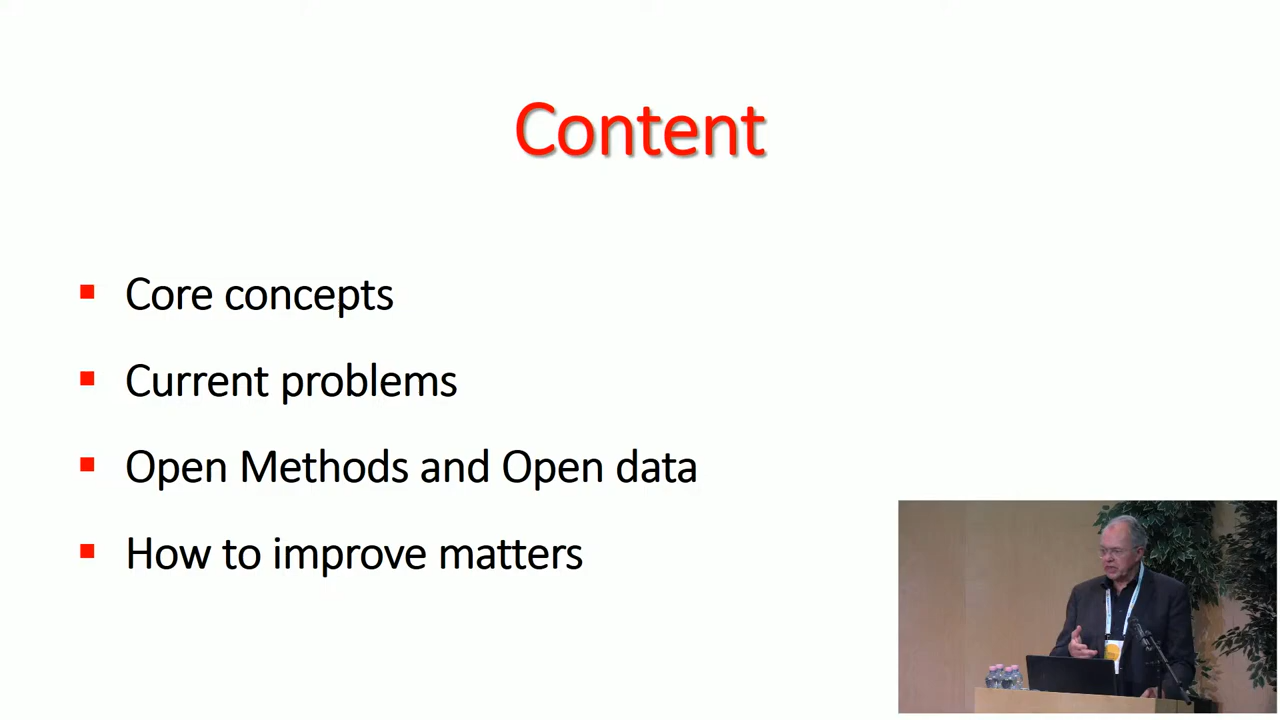 Content
Core concepts
Current problems
Open Methods and Open data
How to improve matters